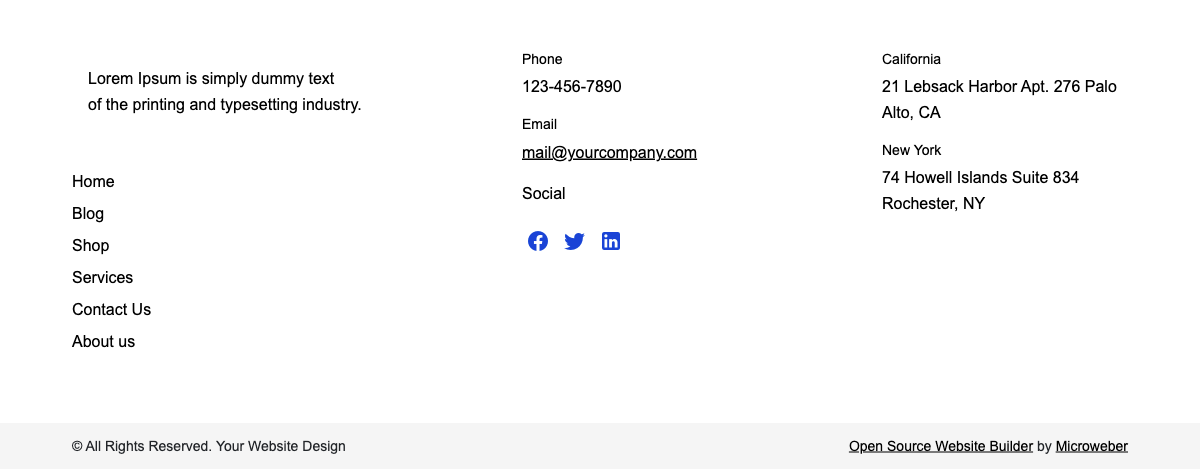 Lorem Ipsum is simply dummy text
of the printing and typesetting industry.
Home
Blog
Shop
Services
Contact Us
About us
Phone
123-456-7890
Email
mail@yourcompany.com
Social
California
21 Lebsack Harbor Apt. 276 Palo
Alto, CA
New York
74 Howell Islands Suite 834
Rochester, NY
© All Rights Reserved. Your Website Design
Open Source Website Builder by Microweber